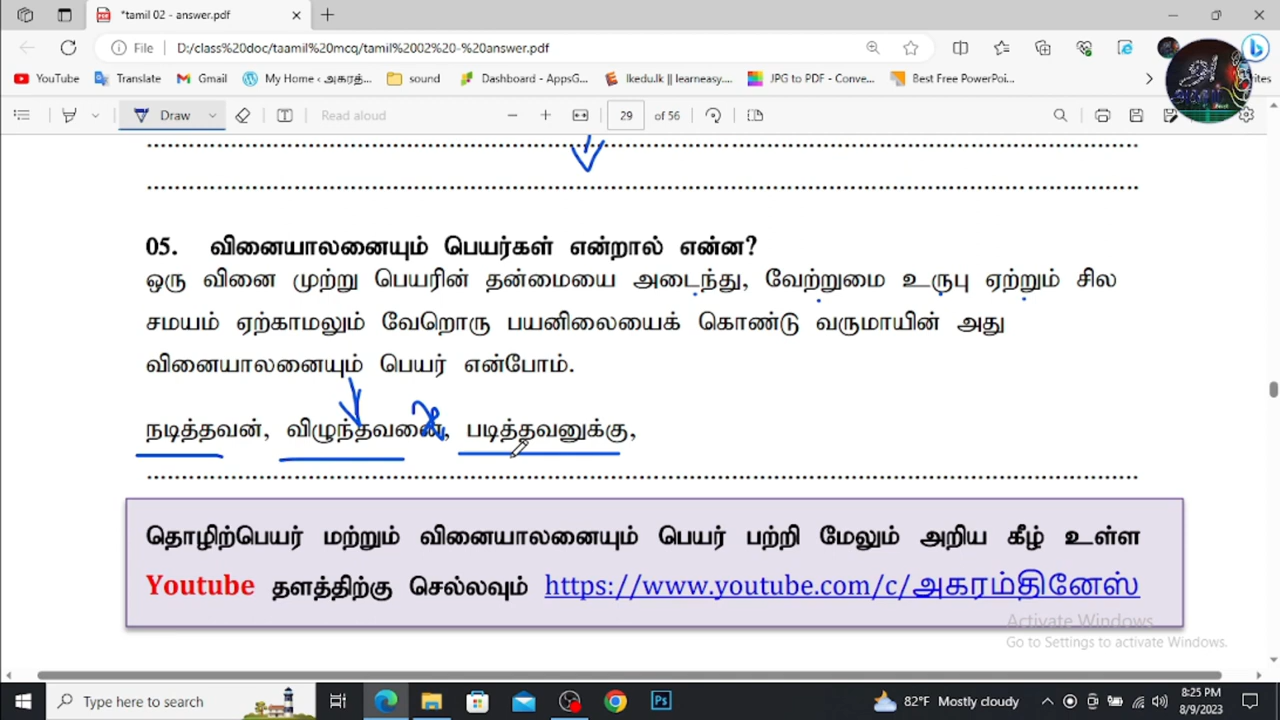 *tamil 02 - answer.pdf
File D:/class%20doc/taamil%20mcq/tamil%2002%20-%20answer.pdf
YouTube Translate Gmail My Home ‹ அகரத்... sound Dashboard - AppsG... Ikedu.lk || learneasy.... JPG to PDF - Conve... Best Free PowerPoi...
Draw Read aloud 29 of 56
05. வினையாலனையும் பெயர்கள் என்றால் என்ன?
ஒரு வினை முற்று பெயரின் தன்மையை அடைந்து, வேற்றுமை உருபு ஏற்றும் சில
சமயம் ஏற்காமலும் வேறொரு பயனிலையைக் கொண்டு வருமாயின் அது
வினையாலனையும் பெயர் என்போம்.
நடித்தவன், விழுந்தவனை, படித்தவனுக்கு,
தொழிற்பெயர் மற்றும் வினையாலனையும் பெயர் பற்றி மேலும் அறிய கீழ் உள்ள
Youtube தளத்திற்கு செல்லவும் https://www.youtube.com/c/அகரம்தினேஸ்
Activate Windows
Go to Settings to activate Windows.
Type here to search 82°F Mostly cloudy 8:25 PM
8/9/2023